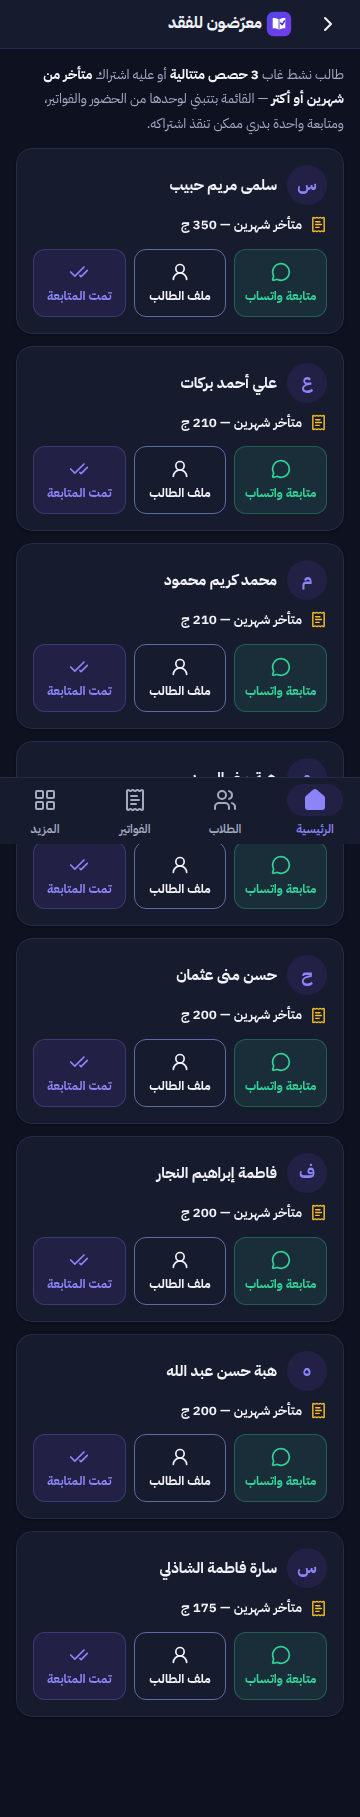 معرّضون للفقد
طالب نشط غاب 3 حصص متتالية أو عليه اشتراك متأخر من
شهرين أو أكتر — القائمة بتتبني لوحدها من الحضور والفواتير،
ومتابعة واحدة بدري ممكن تنقذ اشتراكه.
س
سلمى مريم حبيب
متأخر شهرين — 350 ج
متابعة واتساب
ملف الطالب
تمت المتابعة
ع
علي أحمد بركات
متأخر شهرين — 210 ج
متابعة واتساب
ملف الطالب
تمت المتابعة
م
محمد كريم محمود
متأخر شهرين — 210 ج
متابعة واتساب
ملف الطالب
تمت المتابعة
الرئيسية
الطلاب
الفواتير
المزيد
متابعة واتساب
ملف الطالب
تمت المتابعة
ح
حسن منى عثمان
متأخر شهرين — 200 ج
متابعة واتساب
ملف الطالب
تمت المتابعة
ف
فاطمة إبراهيم النجار
متأخر شهرين — 200 ج
متابعة واتساب
ملف الطالب
تمت المتابعة
ه
هبة حسن عبد الله
متأخر شهرين — 200 ج
متابعة واتساب
ملف الطالب
تمت المتابعة
س
سارة فاطمة الشاذلي
متأخر شهرين — 175 ج
متابعة واتساب
ملف الطالب
تمت المتابعة